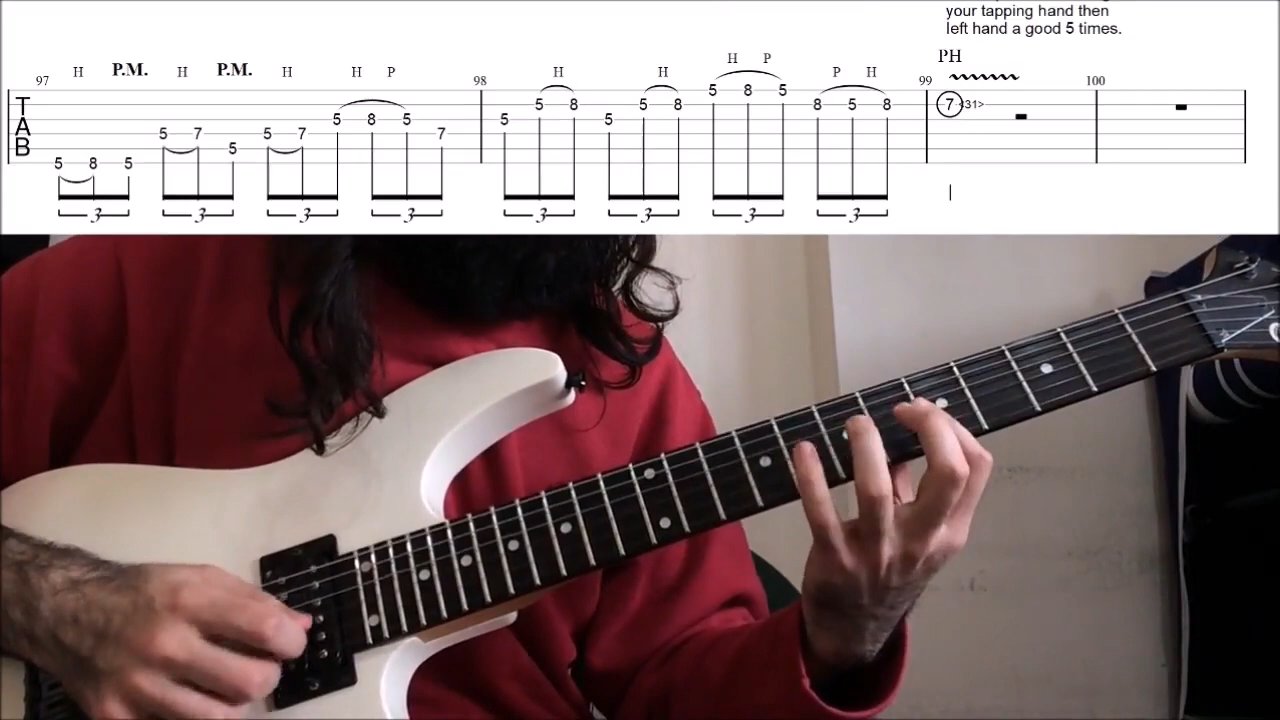 your tapping hand then
left hand a good 5 times.
PH
97 H P.M. H P.M. H H P 98 H H H P P H 99 100
T
A
B
5 8 5 5 7 5 5 7 5 8 5 7 5 5 8 5 5 8 5 8 5 8 5 8 7 <31>
3 3 3 3 3 3 3 3